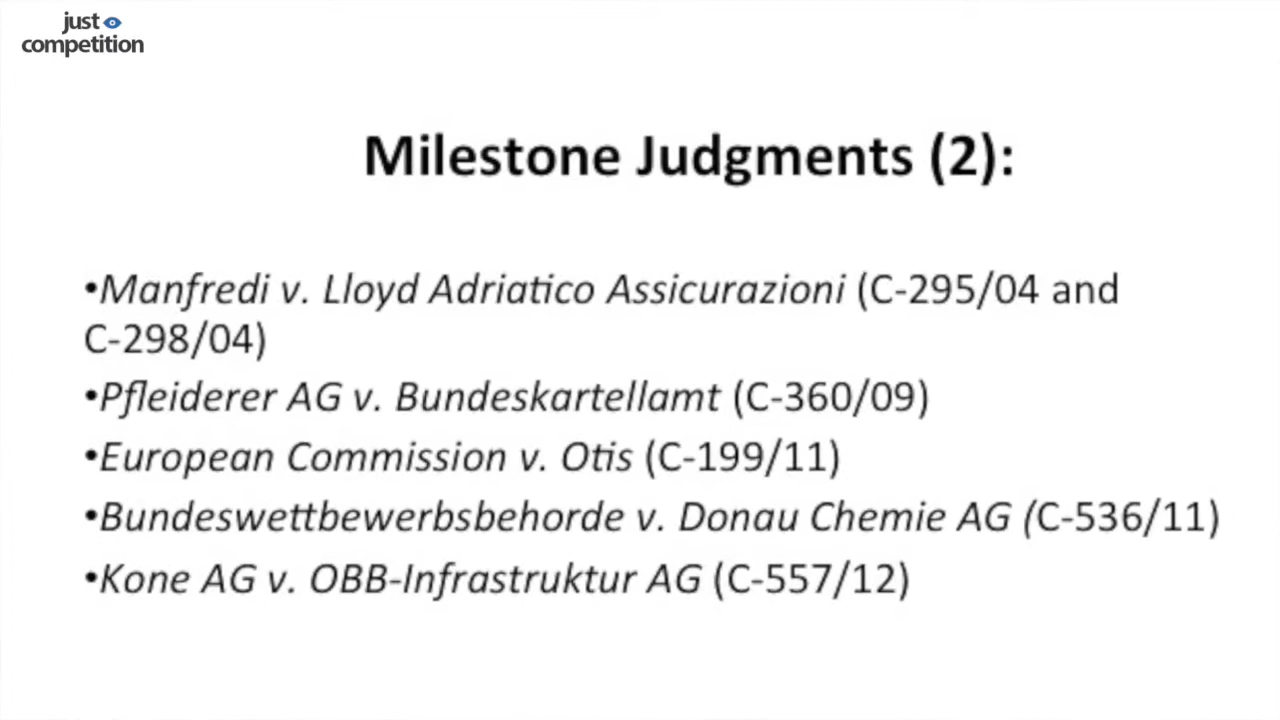 just
competition
Milestone Judgments (2):
•Manfredi v. Lloyd Adriatico Assicurazioni (C-295/04 and
C-298/04)
•Pfleiderer AG v. Bundeskartellamt (C-360/09)
•European Commission v. Otis (C-199/11)
•Bundeswettbewerbsbehorde v. Donau Chemie AG (C-536/11)
•Kone AG v. OBB-Infrastruktur AG (C-557/12)